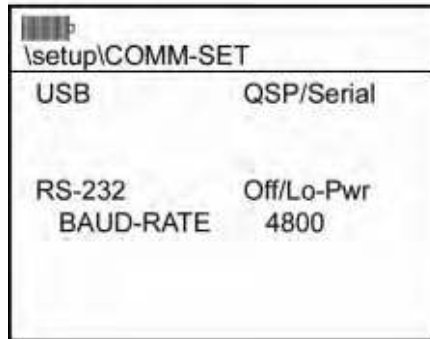 \setup\COMM-SET
USB QSP/Serial
RS-232 Off/Lo-Pwr
BAUD-RATE 4800